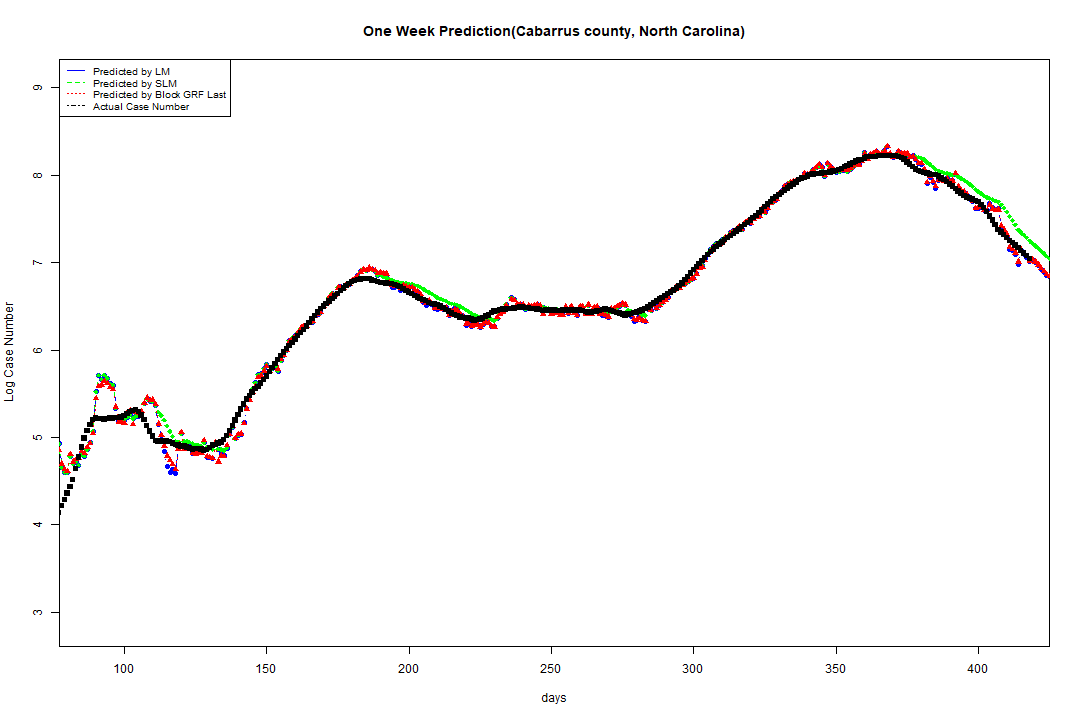 One Week Prediction(Cabarrus county, North Carolina)
Predicted by LM
Predicted by SLM
Predicted by Block GRF Last
Actual Case Number
9
8
7
6
5
4
3
Log Case Number
100 150 200 250 300 350 400
days